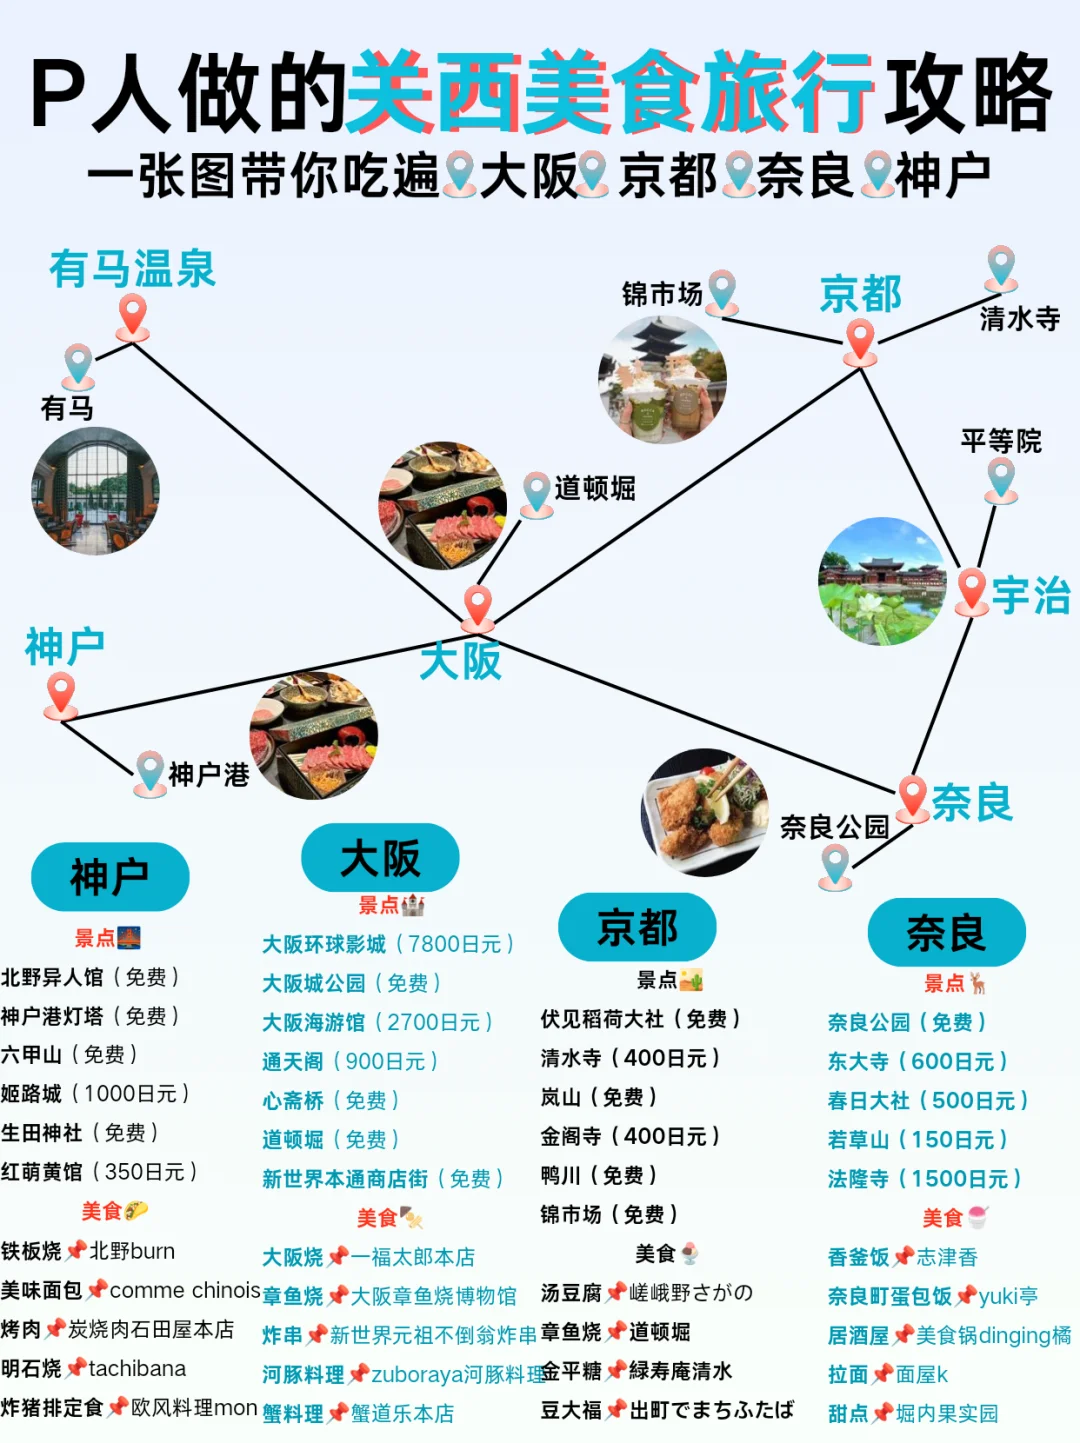 P人做的关西美食旅行攻略
一张图带你吃遍大阪京都奈良神户
有马温泉
有马
锦市场
京都
清水寺
平等院
道顿堀
宇治
神户
大阪
神户港
奈良
奈良公园
神户
景点
北野异人馆（免费）
神户港灯塔（免费）
六甲山（免费）
姬路城（1000日元）
生田神社（免费）
红萌黄馆（350日元）
美食
铁板烧📌北野burn
美味面包📌comme chinois
烤肉📌炭烧肉石田屋本店
明石烧📌tachibana
炸猪排定食📌欧风料理mon
大阪
景点
大阪环球影城（7800日元）
大阪城公园（免费）
大阪海游馆（2700日元）
通天阁（900日元）
心斋桥（免费）
道顿堀（免费）
新世界本通商店街（免费）
美食
大阪烧📌一福太郎本店
章鱼烧📌大阪章鱼烧博物馆
炸串📌新世界元祖不倒翁炸串
河豚料理📌zuboraya河豚料理
蟹料理📌蟹道乐本店
京都
景点
伏见稻荷大社（免费）
清水寺（400日元）
岚山（免费）
金阁寺（400日元）
鸭川（免费）
锦市场（免费）
美食
汤豆腐📌嵯峨野さがの
章鱼烧📌道顿堀
金平糖📌緑寿庵清水
豆大福📌出町でまちふたば
奈良
景点
奈良公园（免费）
东大寺（600日元）
春日大社（500日元）
若草山（150日元）
法隆寺（1500日元）
美食
香釜饭📌志津香
奈良町蛋包饭📌yuki亭
居酒屋📌美食锅dinging橘
拉面📌面屋k
甜点📌堀内果实园